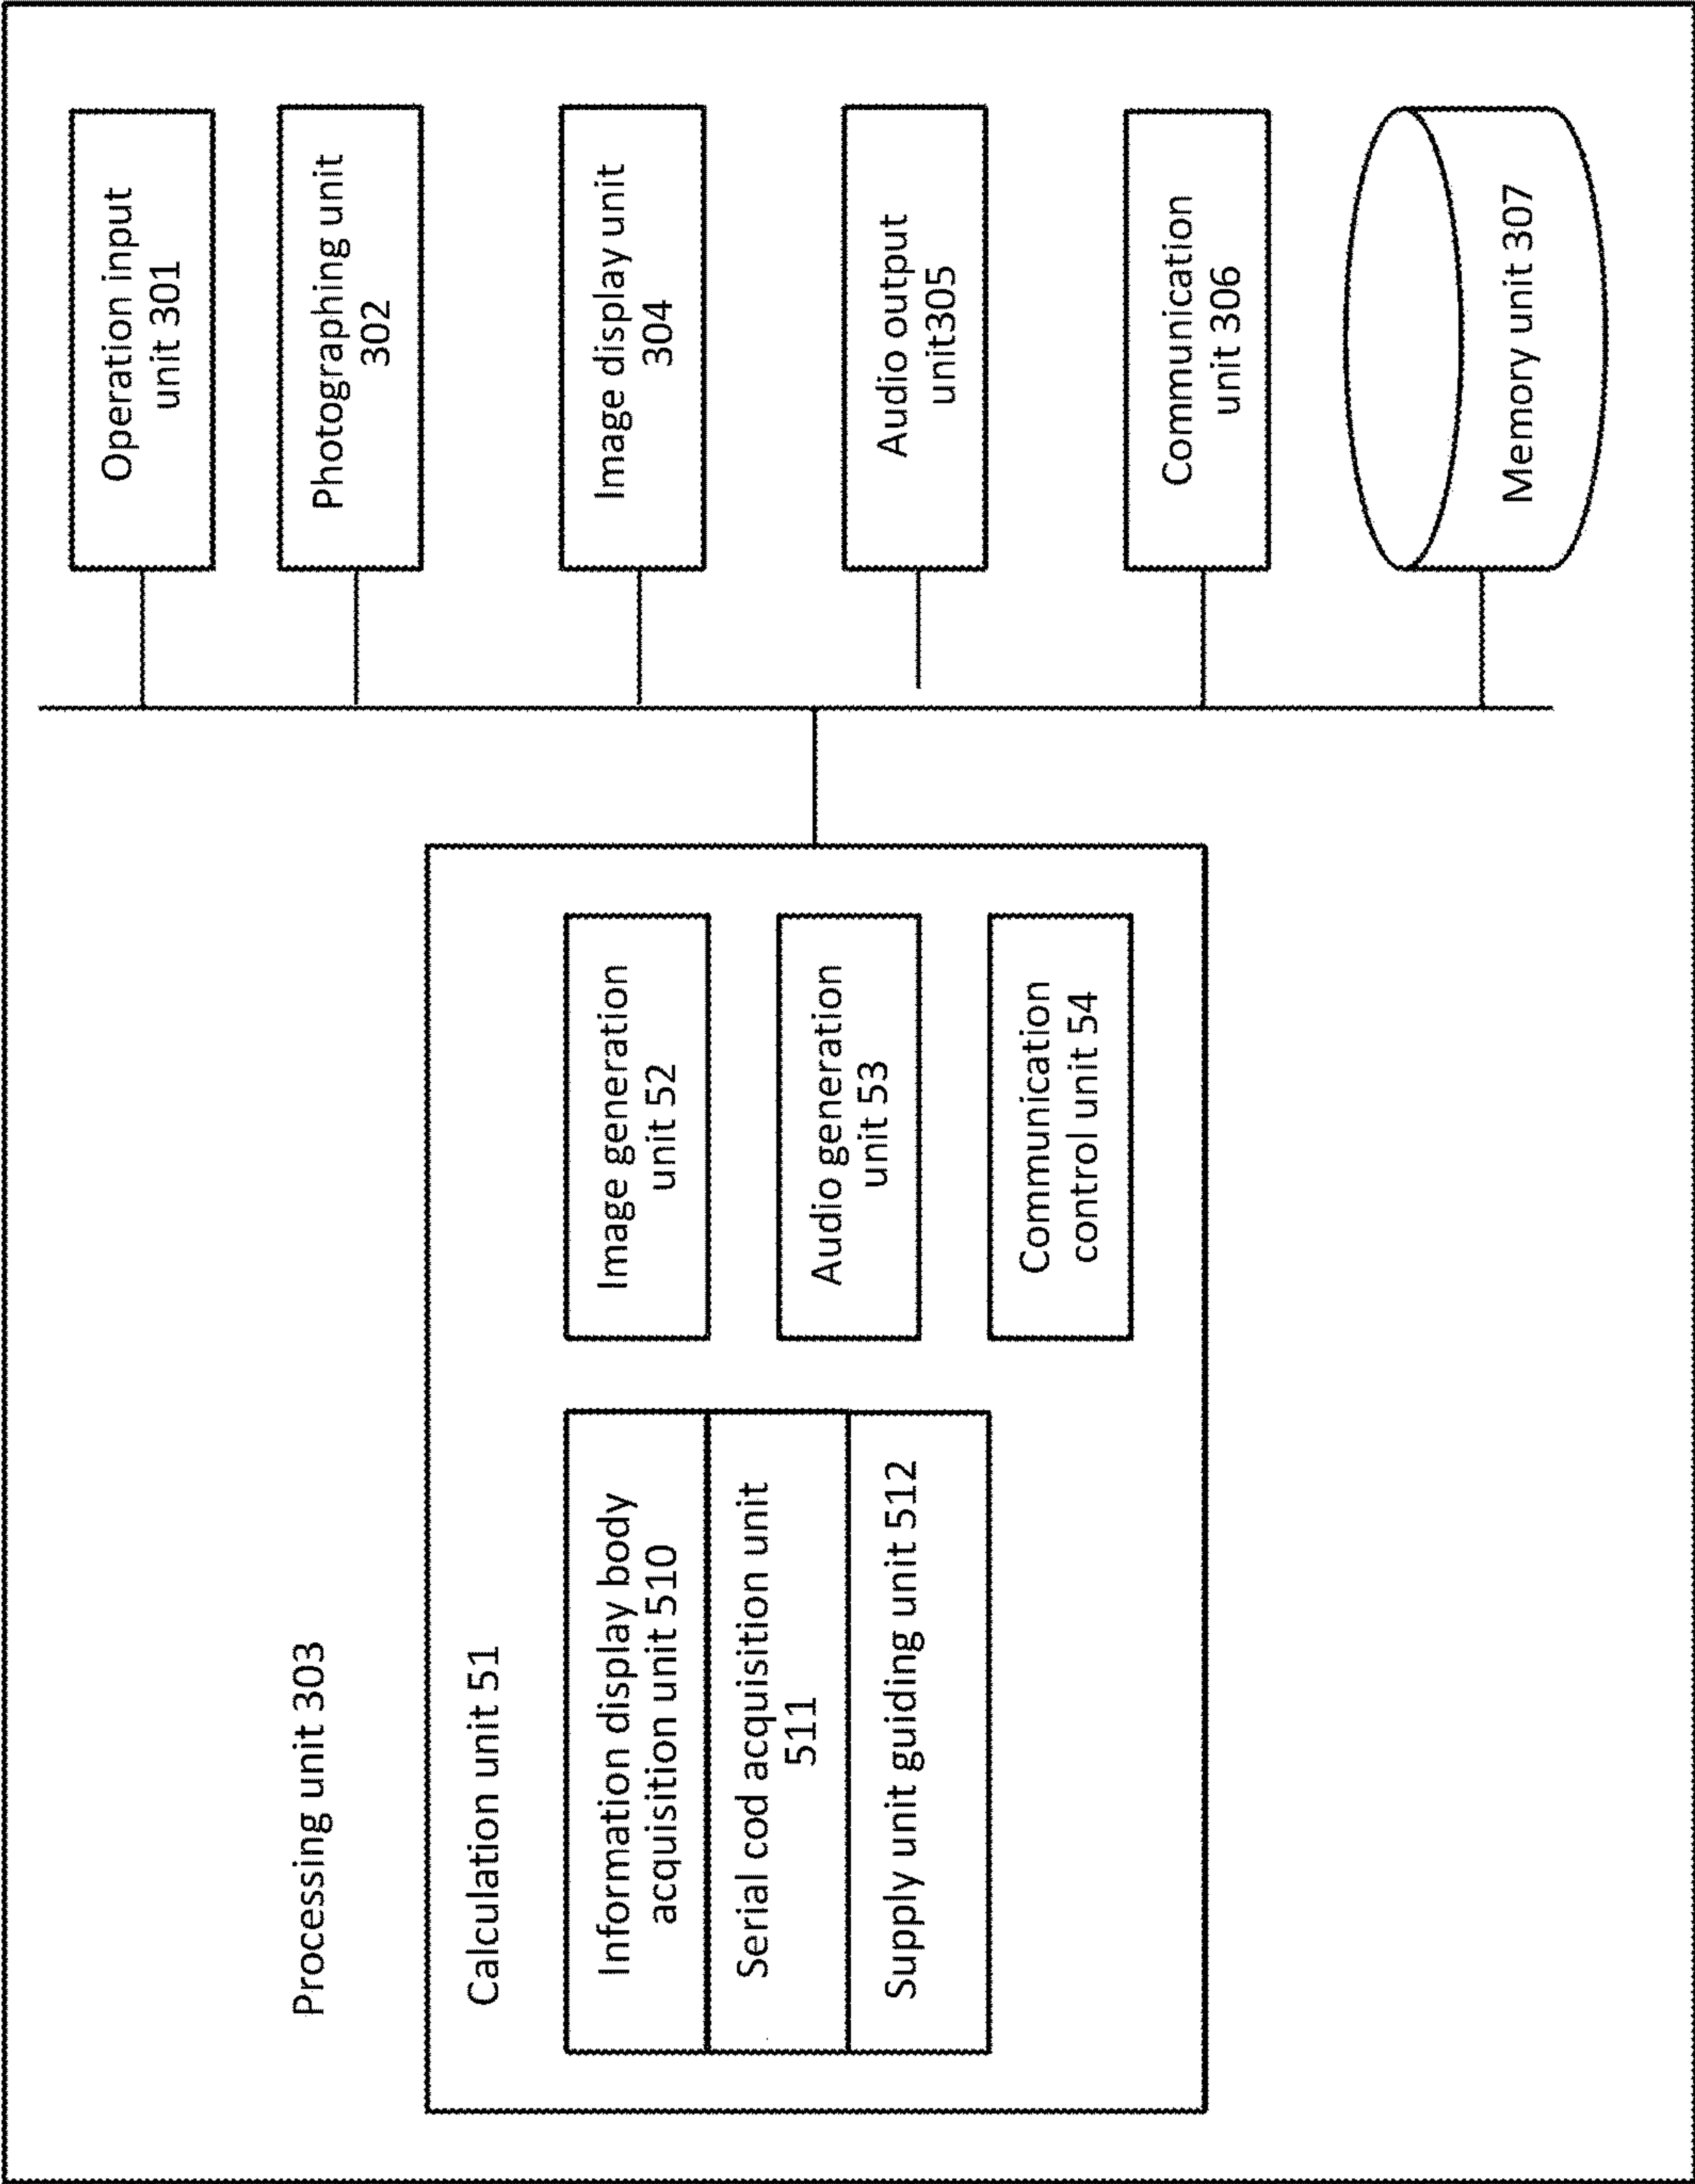 Processing unit 303
Calculation unit 51
Information display body
acquisition unit 510
Serial cod acquisition unit
511
Supply unit guiding unit 512
Image generation
unit 52
Audio generation
unit 53
Communication
control unit 54
Operation input
unit 301
Photographing unit
302
Image display unit
304
Audio output
unit305
Communication
unit 306
Memory unit 307